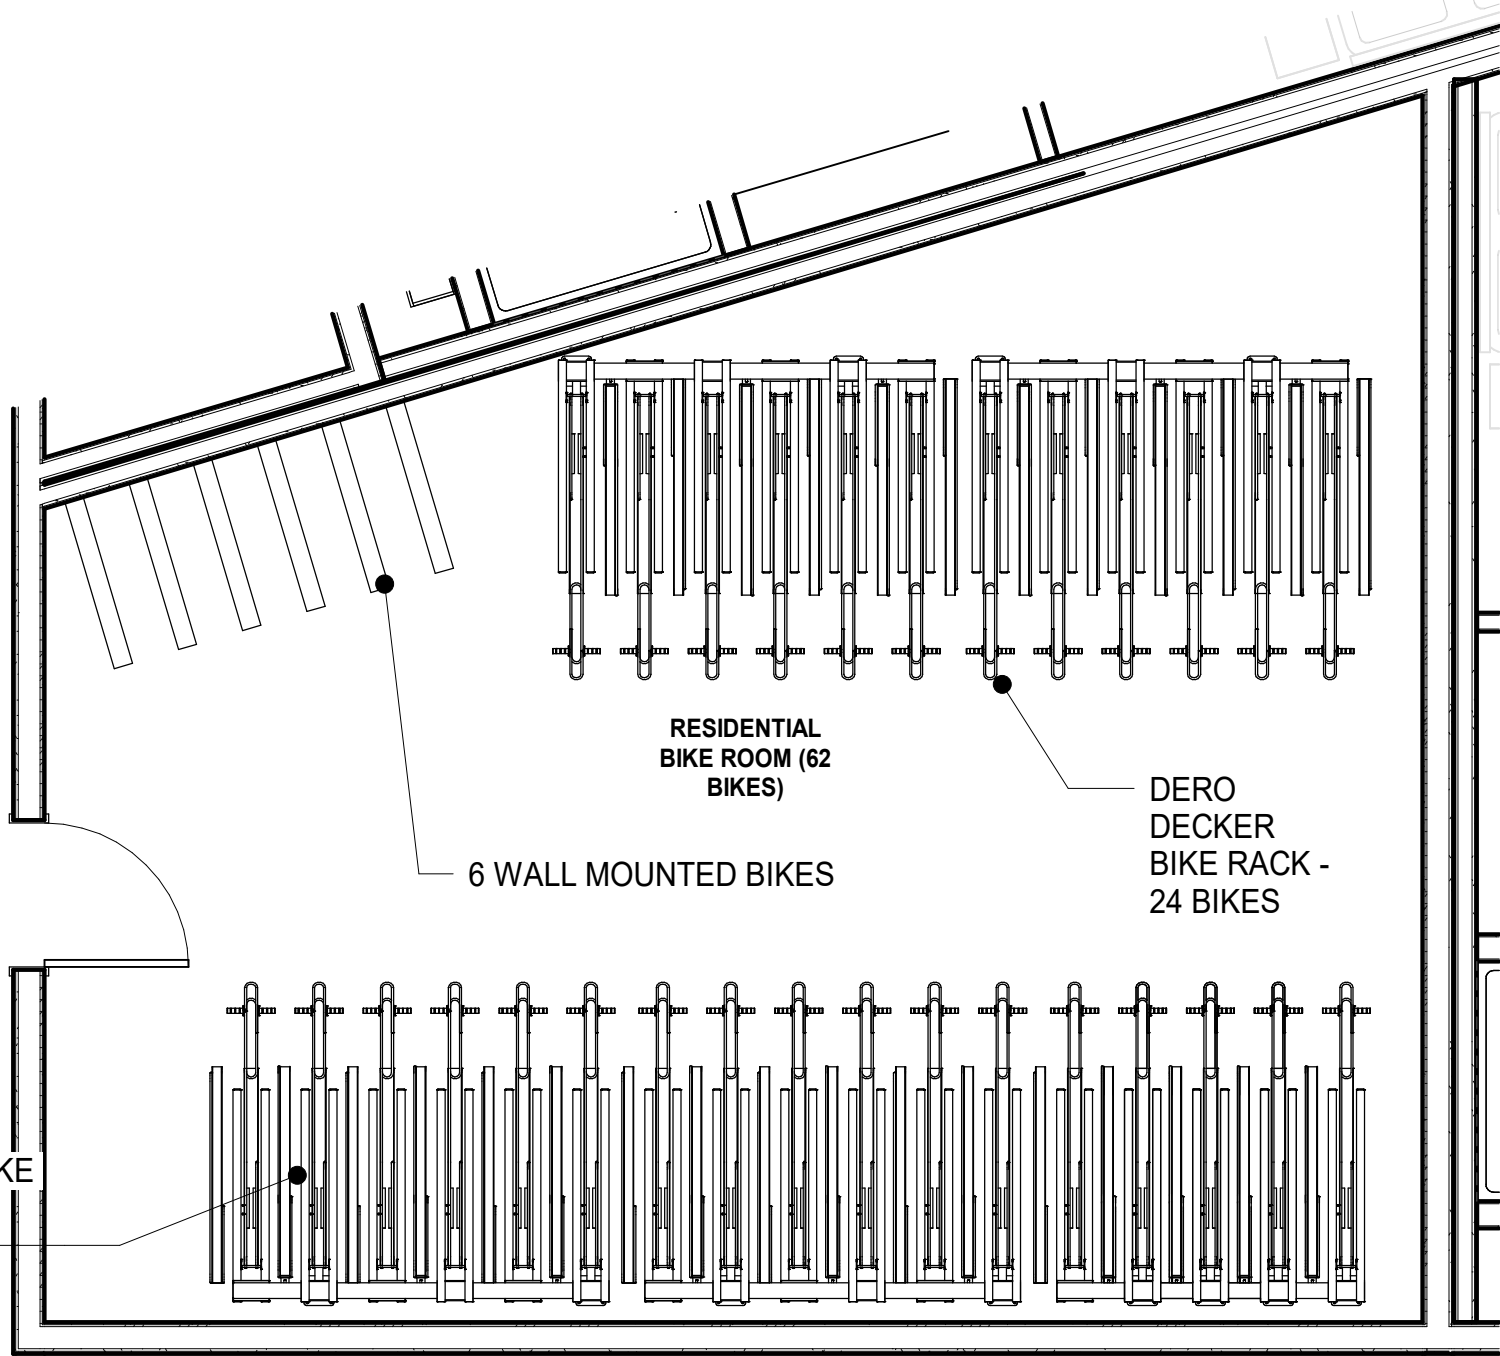 RESIDENTIAL
BIKE ROOM (62
BIKES)
DERO
DECKER
BIKE RACK -
24 BIKES
6 WALL MOUNTED BIKES
KE